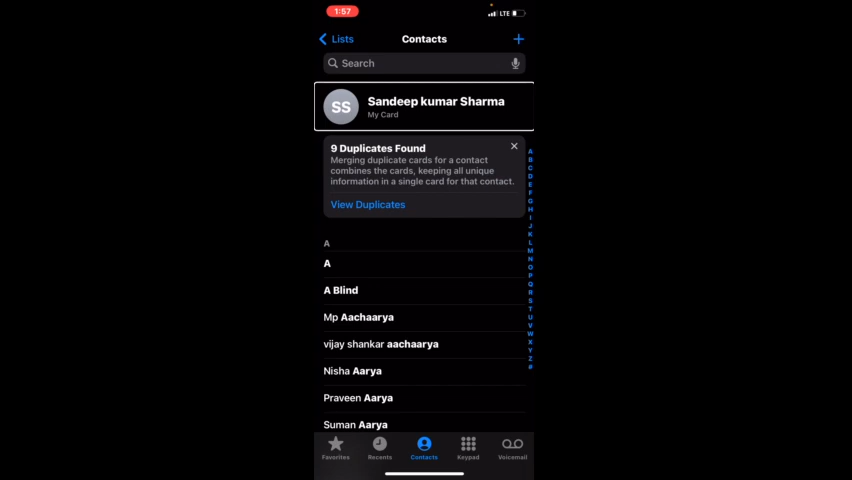 1:57
LTE
Lists
Contacts
Search
SS
Sandeep kumar Sharma
My Card
9 Duplicates Found
Merging duplicate cards for a contact
combines the cards, keeping all unique
information in a single card for that contact.
View Duplicates
A
A
A Blind
Mp Aachaarya
vijay shankar aachaarya
Nisha Aarya
Praveen Aarya
Suman Aarya
A
B
C
D
E
F
G
H
I
J
K
L
M
N
O
P
Q
R
S
T
U
V
W
X
Y
Z
#
Favorites
Recents
Contacts
Keypad
Voicemail